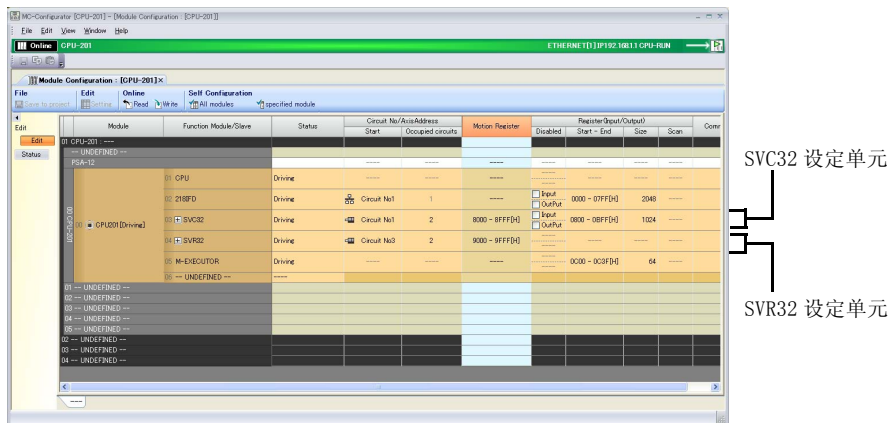 MC-Configurator [CPU-201] - [Module Configuration : [CPU-201]]
File Edit View Window Help
Online CPU-201 ETHERNET[1] IP192.168.1.1 CPU-RUN
Module Configuration : [CPU-201] ×
File Edit Online Self Configuration
Save to project Setting Read Write All modules specified module
Edit
Edit
Status
Module Function Module/Slave Status Circuit No/AxisAddress Motion Register Register(Input/Output)
Start Occupied circuits Disabled Start - End Size Scan
01 CPU-201 : ---
-- UNDEFINED --
PSA-12 ---- ---- ---- ---- ---- ---- ----
00 CPU-201
00 CPU201 [Driving]
01 CPU Driving ---- ---- ---- ---- ---- ---- ----
02 218IFD Driving Circuit No1 1 ---- Input OutPut 0000 - 07FF[H] 2048 ----
03 SVC32 Driving Circuit No1 2 8000 - 8FFF[H] Input OutPut 0800 - 0BFF[H] 1024 ----
04 SVR32 Driving Circuit No3 2 9000 - 9FFF[H] ---- ---- ---- ----
05 M-EXECUTOR Driving ---- ---- ---- ---- 0C00 - 0C3F[H] 64 ----
06 -- UNDEFINED -- ----
01 -- UNDEFINED --
02 -- UNDEFINED --
03 -- UNDEFINED --
04 -- UNDEFINED --
05 -- UNDEFINED --
02 -- UNDEFINED --
03 -- UNDEFINED --
04 -- UNDEFINED --
---
SVC32 设定单元
SVR32 设定单元